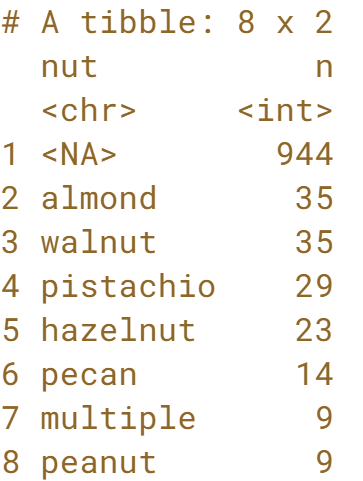 # A tibble: 8 x 2
  nut           n
  <chr>     <int>
1 <NA>        944
2 almond       35
3 walnut       35
4 pistachio    29
5 hazelnut     23
6 pecan        14
7 multiple      9
8 peanut        9